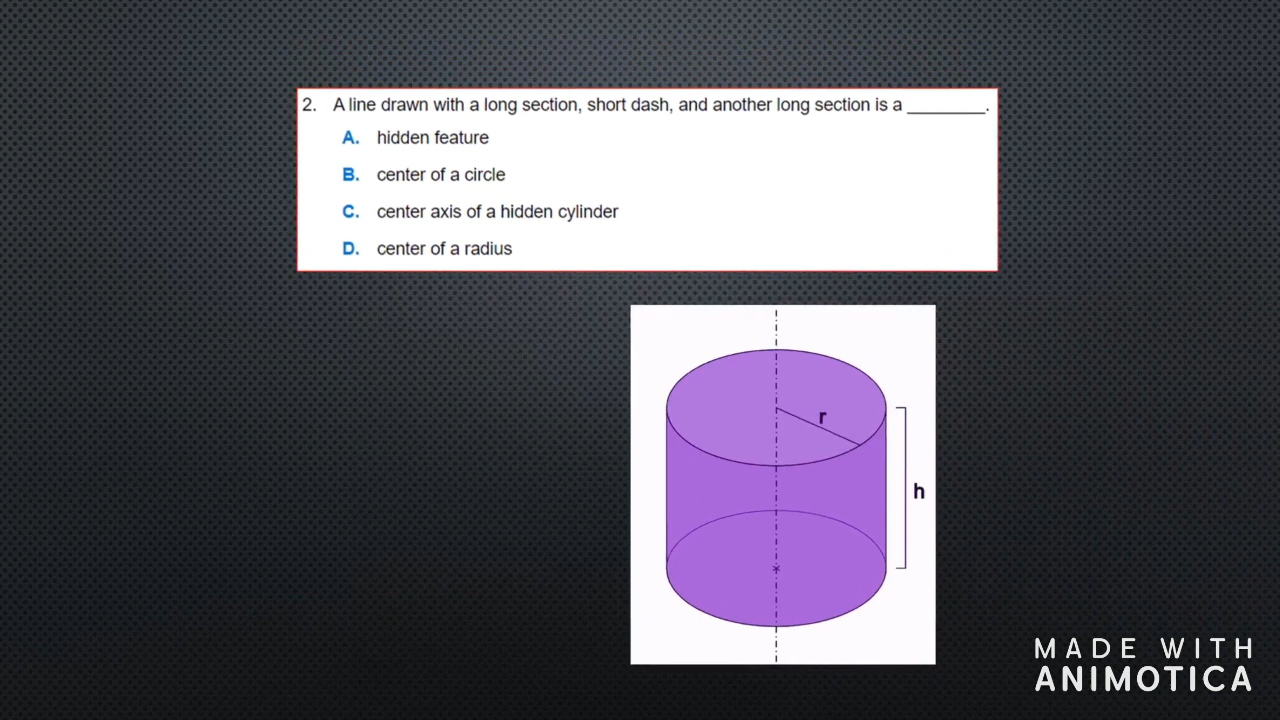 2. A line drawn with a long section, short dash, and another long section is a ________.
A. hidden feature
B. center of a circle
C. center axis of a hidden cylinder
D. center of a radius
r
h
MADE WITH
ANIMOTICA